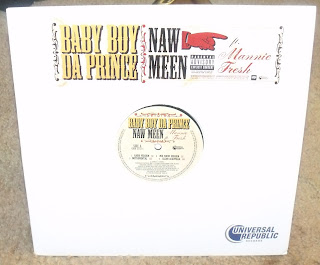 BABY BOY
DA PRINCE
NAW
MEEN
ft.
Mannie
Fresh
PARENTAL
ADVISORY
EXPLICIT CONTENT
BABY BOY DA PRINCE
NAW MEEN
Mannie
Fresh
UNIVERSAL
REPUBLIC
RECORDS